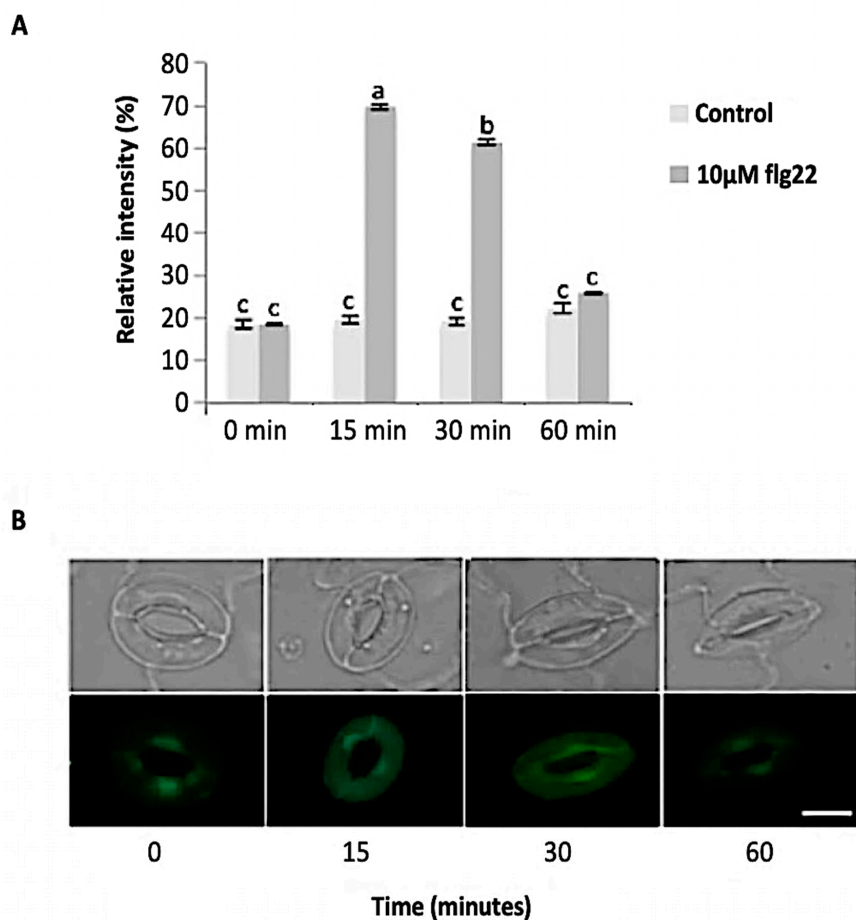 A
80
70
60
50
40
30
20
10
0
Relative intensity (%)
a
b
c c
c
c
c c
0 min 15 min 30 min 60 min
Control
10µM flg22
B
0 15 30 60
Time (minutes)